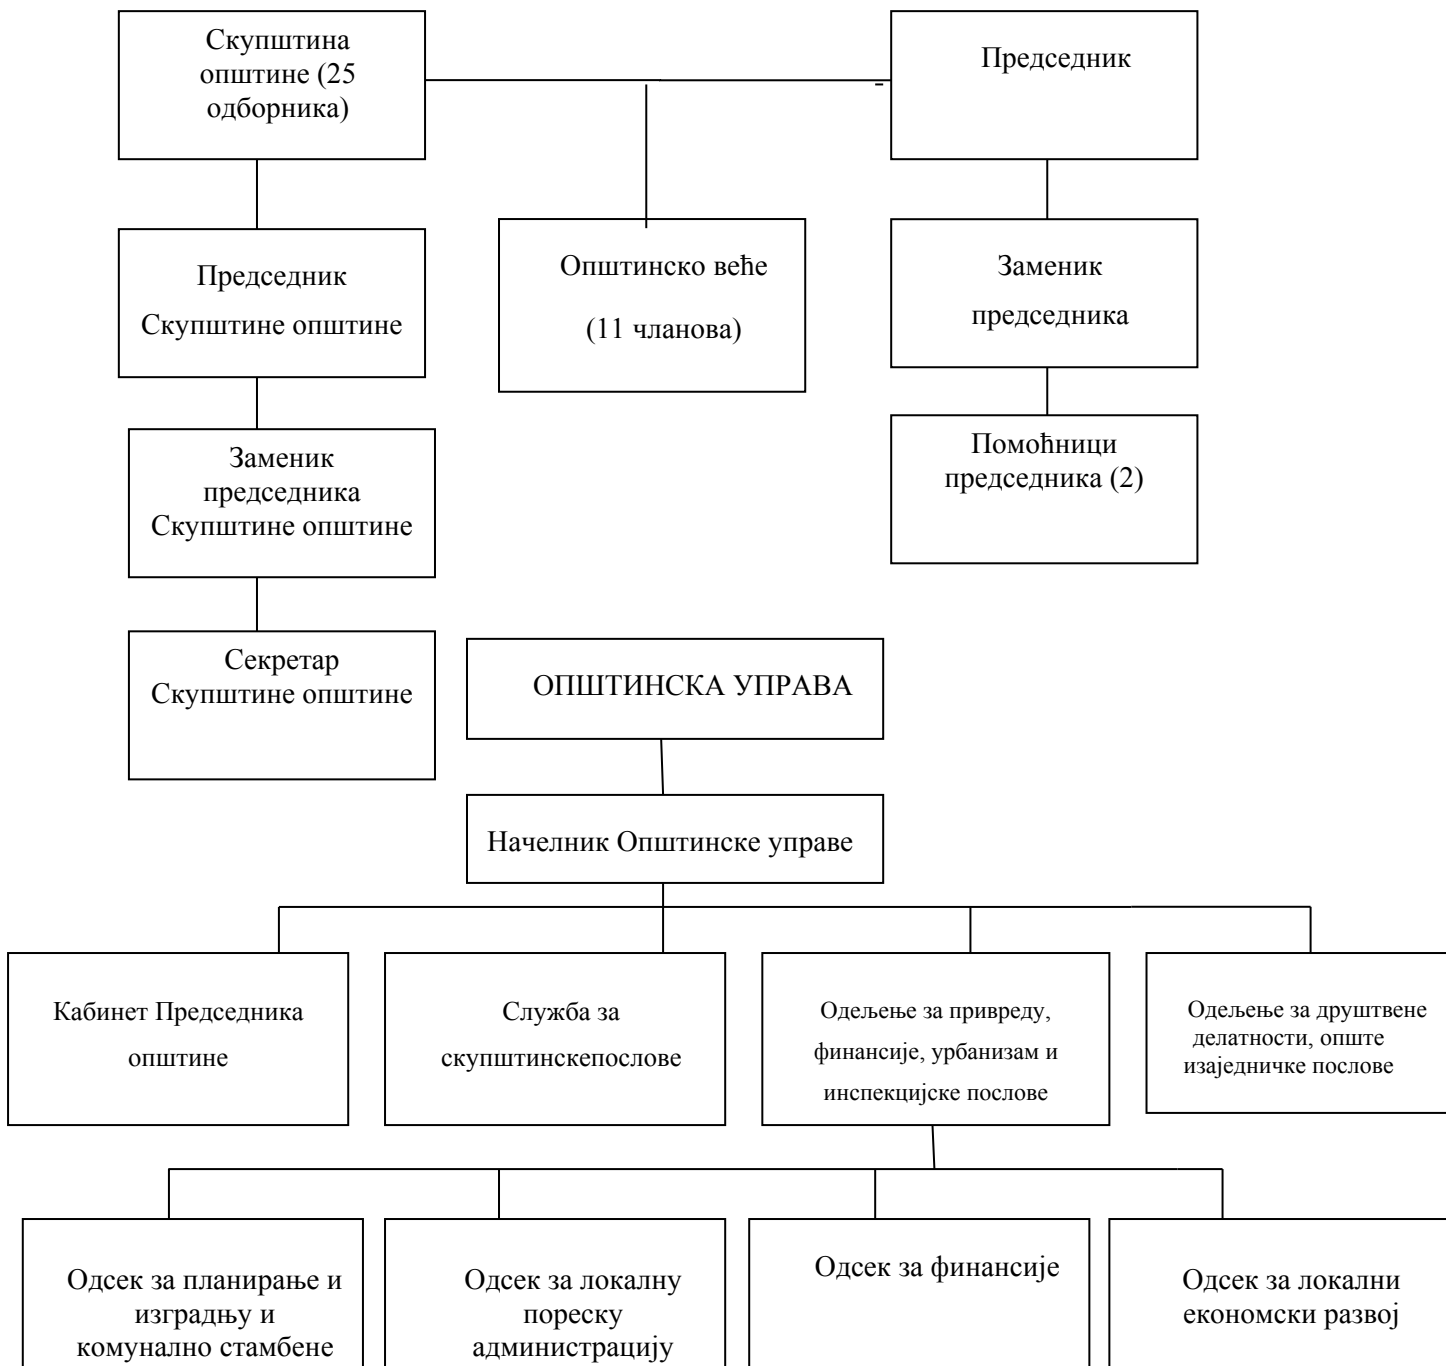 Скупштина
општине (25
одборника)
Председник
-
Председник
Скупштине општине
Општинско веће
(11 чланова)
Заменик
председника
Заменик
председника
Скупштине општине
Помоћници
председника (2)
Секретар
Скупштине општине
ОПШТИНСКА УПРАВА
Начелник Општинске управе
Кабинет Председника
општине
Служба за
скупштинскепослове
Одељење за привреду,
финансије, урбанизам и
инспекцијске послове
Одељење за друштвене
делатности, опште
изаједничке послове
Одсек за планирање и
изградњу и
комунално стамбене
Одсек за локалну
пореску
администрацију
Одсек за финансије
Одсек за локални
економски развој